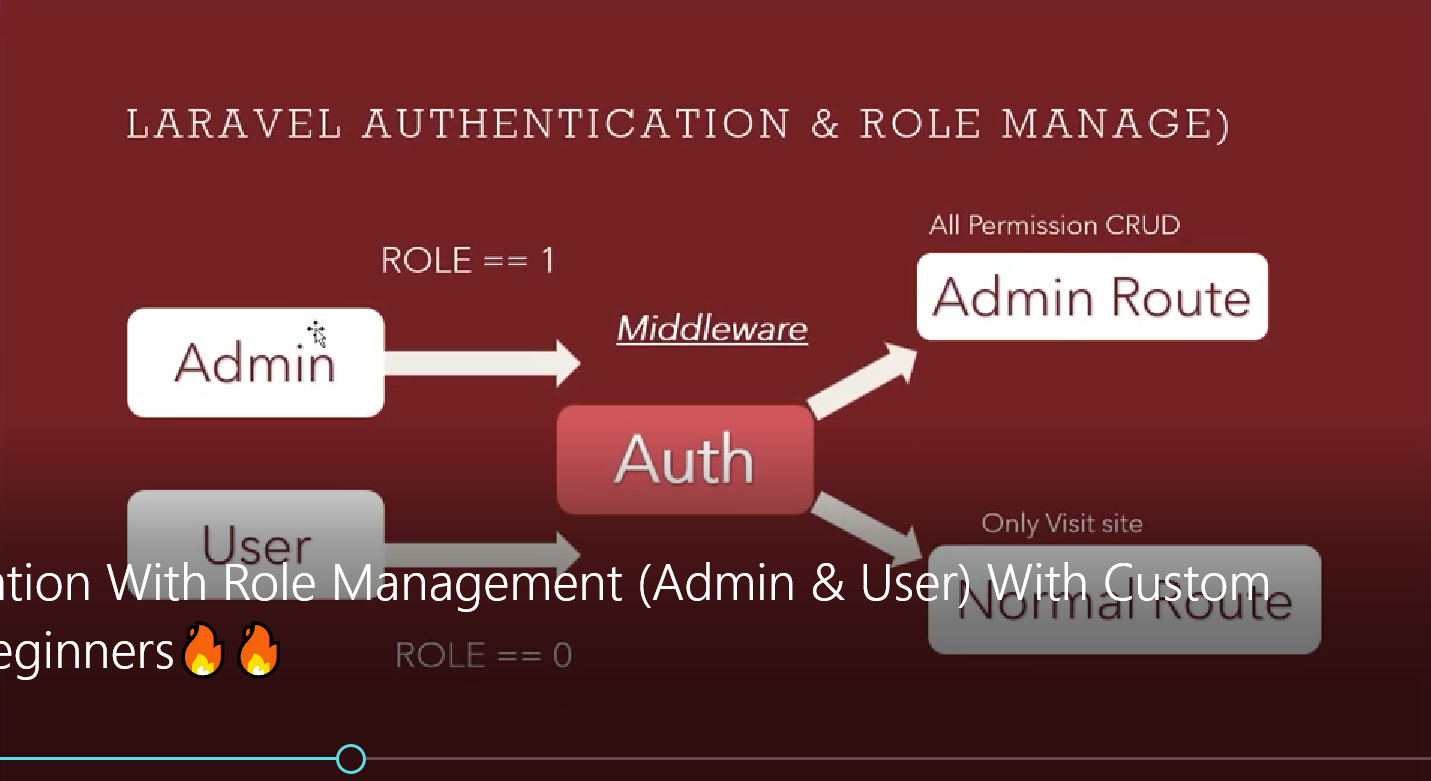 LARAVEL AUTHENTICATION & ROLE MANAGE)
All Permission CRUD
ROLE == 1
Admin Route
Middleware
Admin
Auth
Only Visit site
User
Normal Route
tion With Role Management (Admin & User) With Custom
eginners🔥🔥
ROLE == 0